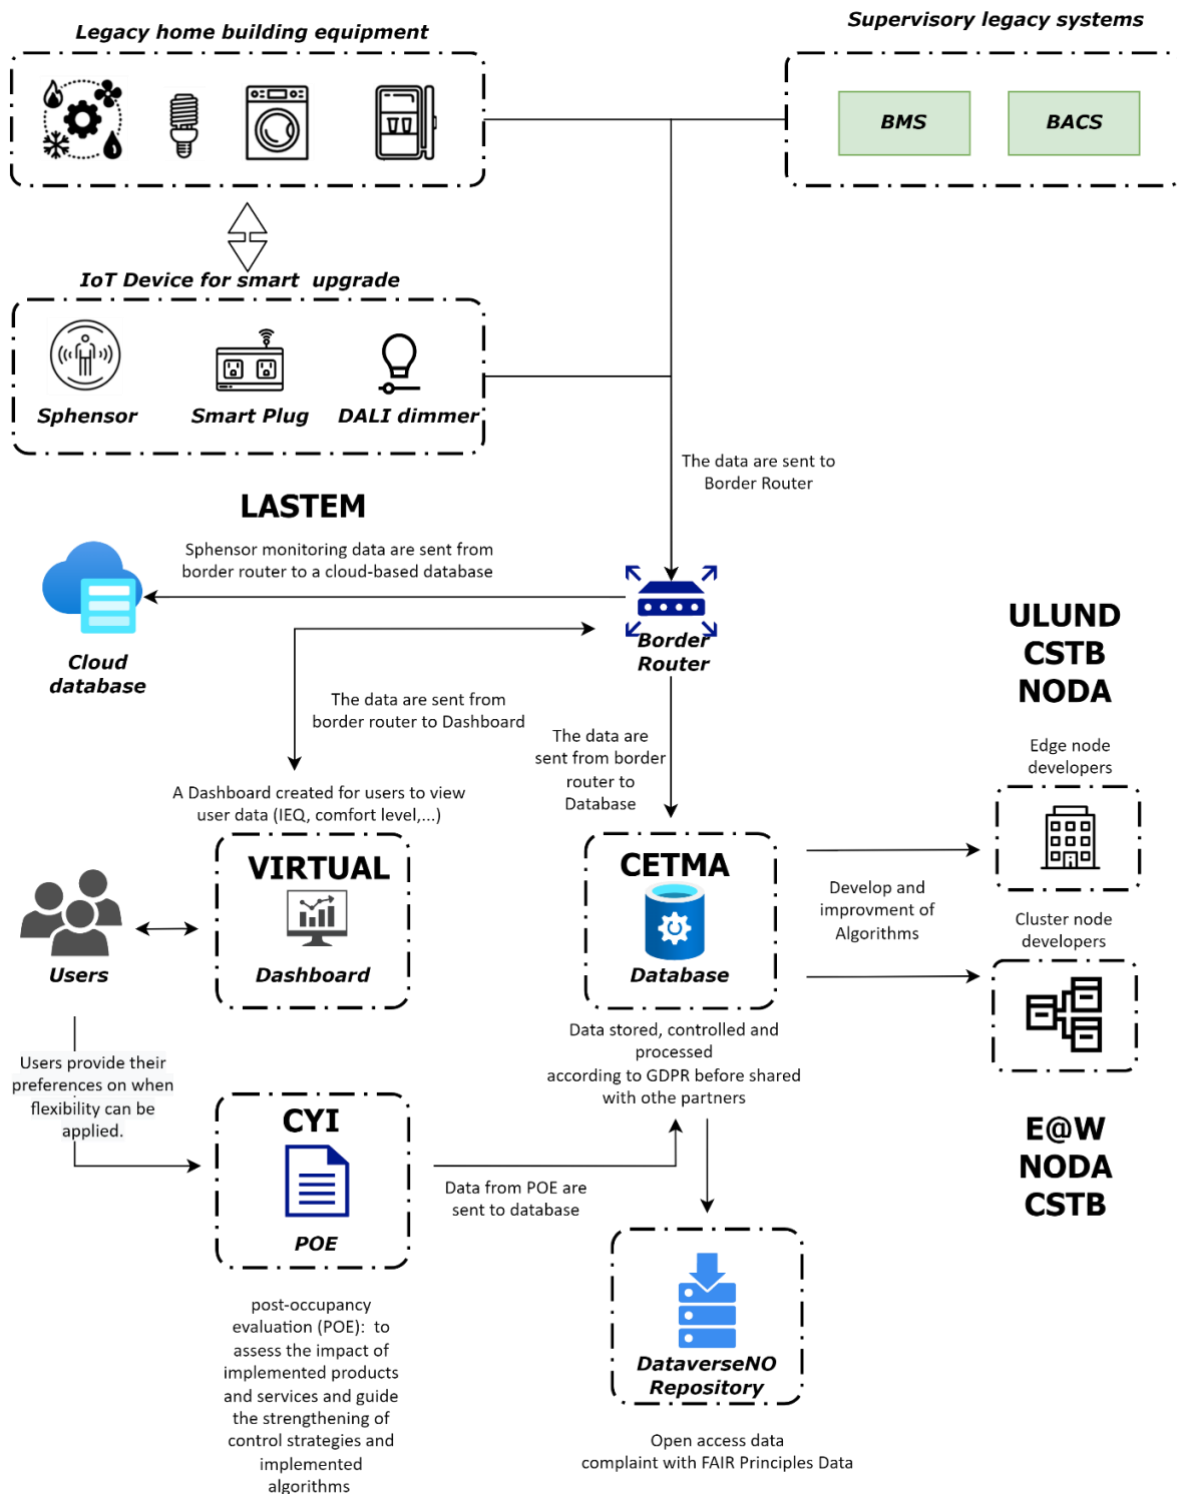 Legacy home building equipment
Supervisory legacy systems
BMS
BACS
IoT Device for smart upgrade
Sphensor
Smart Plug
DALI dimmer
The data are sent to
Border Router
LASTEM
Sphensor monitoring data are sent from
border router to a cloud-based database
Cloud
database
Border
Router
ULUND
CSTB
NODA
The data are sent from
border router to Dashboard
The data are
sent from border
router to
Database
Edge node
developers
A Dashboard created for users to view
user data (IEQ, comfort level,...)
VIRTUAL
Dashboard
CETMA
Database
Develop and
improvment of
Algorithms
Cluster node
developers
Users
Data stored, controlled and
processed
according to GDPR before shared
with othe partners
Users provide their
preferences on when
flexibility can be
applied.
CYI
POE
Data from POE are
sent to database
E@W
NODA
CSTB
post-occupancy
evaluation (POE): to
assess the impact of
implemented products
and services and guide
the strengthening of
control strategies and
implemented
algorithms
DataverseNO
Repository
Open access data
complaint with FAIR Principles Data